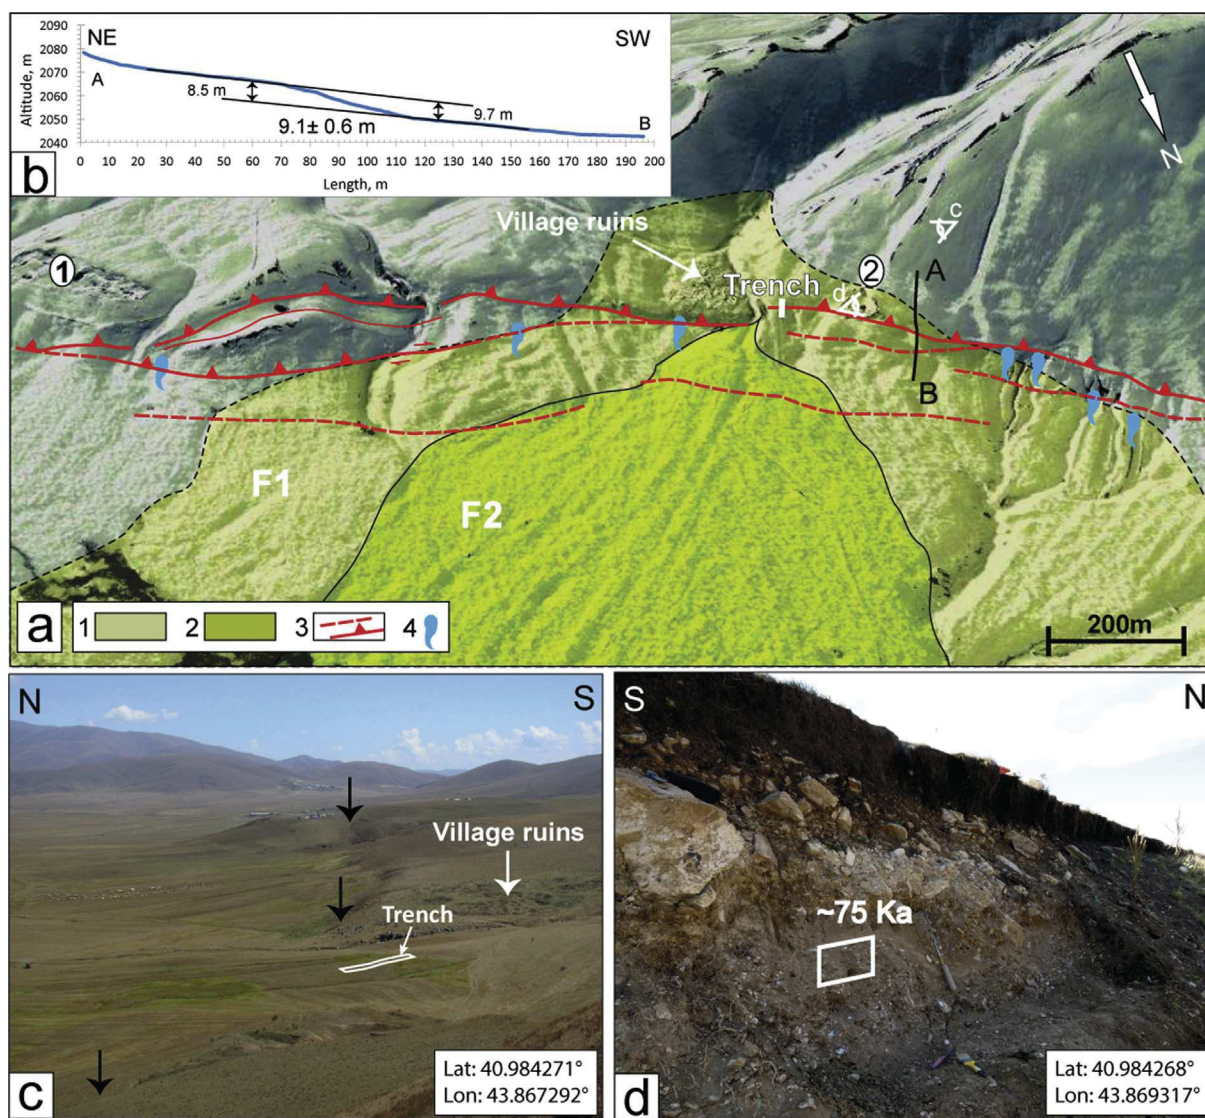 2090
2080
2070
2060
2050
2040
Altitude, m
NE
SW
A
8.5 m
9.7 m
9.1± 0.6 m
B
0 10 20 30 40 50 60 70 80 90 100 110 120 130 140 150 160 170 180 190 200
Length, m
b
N
1
Village ruins
Trench
2
c
d
A
B
F1
F2
a
1
2
3
4
200m
N
S
Village ruins
Trench
c
Lat: 40.984271°
Lon: 43.867292°
S
N
~75 Ka
d
Lat: 40.984268°
Lon: 43.869317°